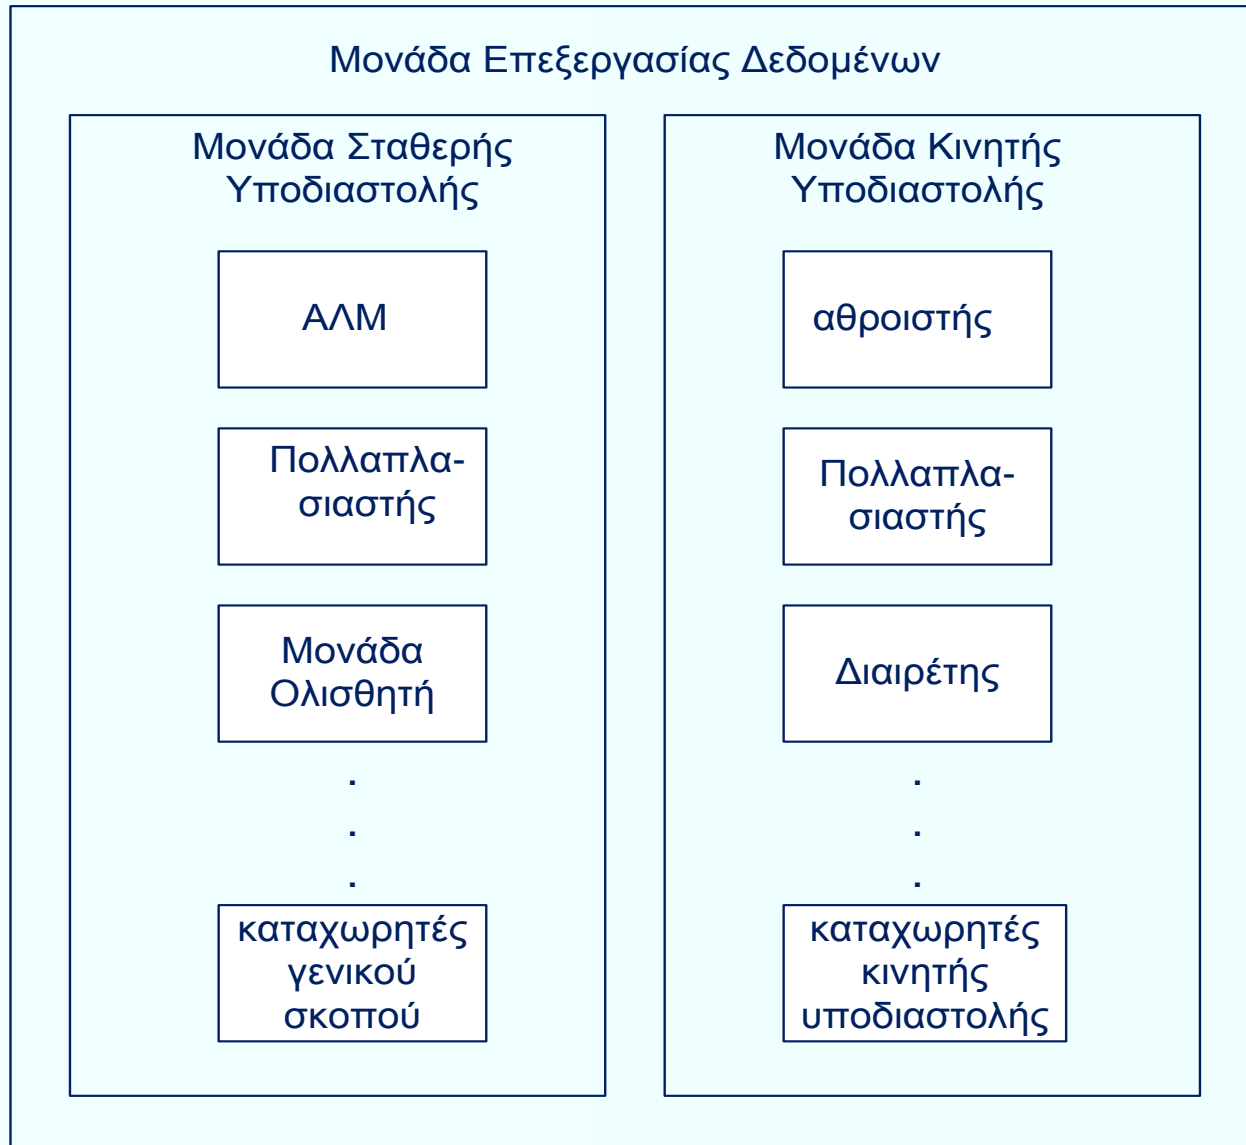 Μονάδα Επεξεργασίας Δεδομένων
Μονάδα Σταθερής
Υποδιαστολής
ΑΛΜ
Πολλαπλα-
σιαστής
Μονάδα
Ολισθητή
.
.
.
καταχωρητές
γενικού
σκοπού
Μονάδα Κινητής
Υποδιαστολής
αθροιστής
Πολλαπλα-
σιαστής
Διαιρέτης
.
.
.
καταχωρητές
κινητής
υποδιαστολής